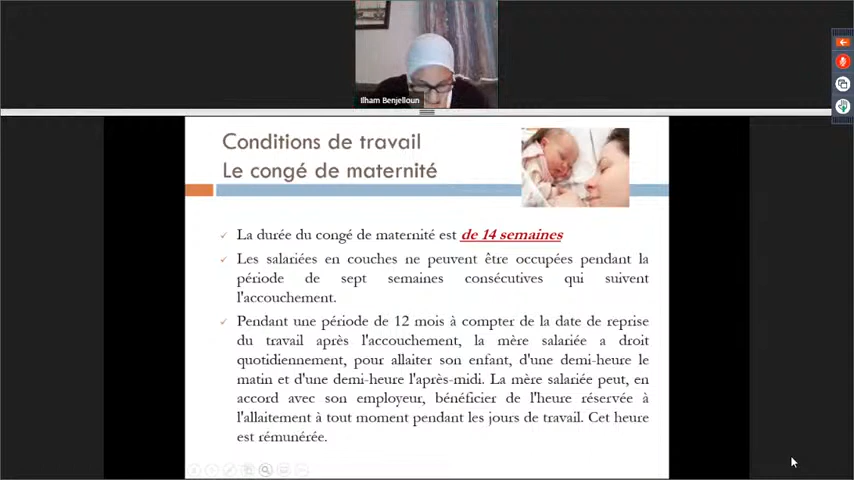 Ilham Benjelloun
Conditions de travail
Le congé de maternité
La durée du congé de maternité est de 14 semaines
Les salariées en couches ne peuvent être occupées pendant la
période de sept semaines consécutives qui suivent
l'accouchement.
Pendant une période de 12 mois à compter de la date de reprise
du travail après l'accouchement, la mère salariée a droit
quotidiennement, pour allaiter son enfant, d'une demi-heure le
matin et d'une demi-heure l'après-midi. La mère salariée peut, en
accord avec son employeur, bénéficier de l'heure réservée à
l'allaitement à tout moment pendant les jours de travail. Cet heure
est rémunérée.